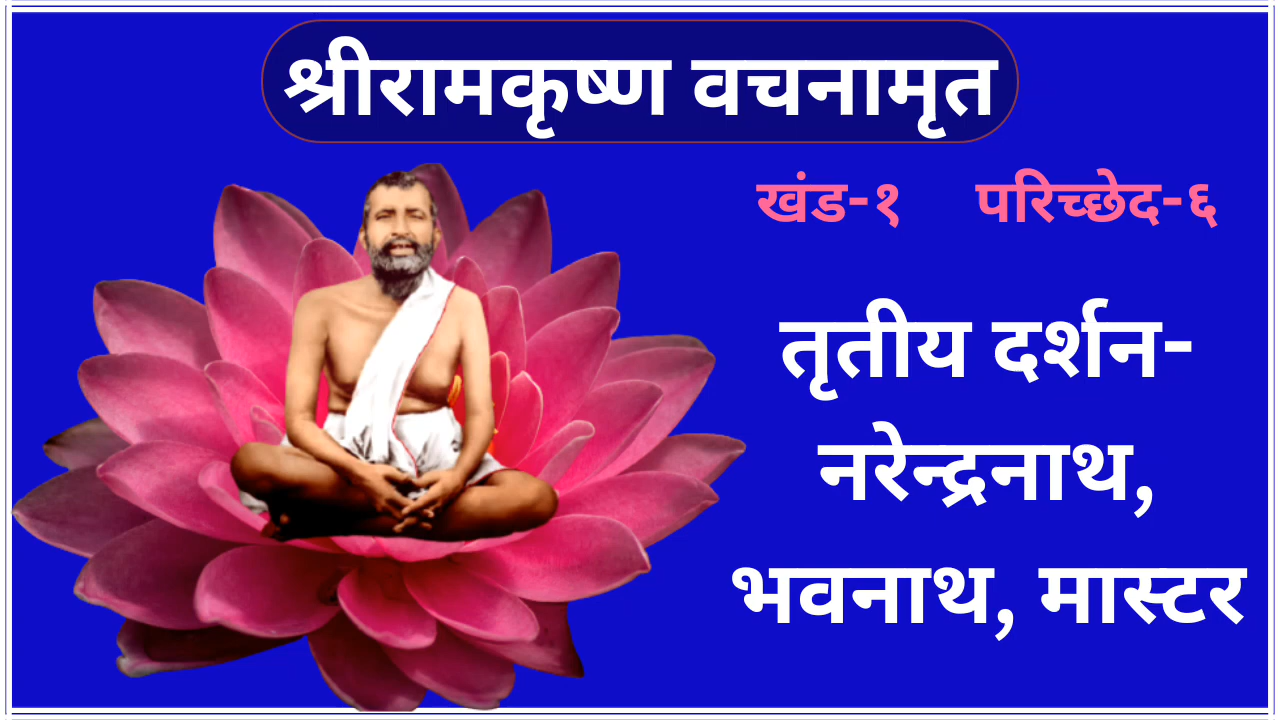 श्रीरामकृष्ण वचनामृत
खंड-१ परिच्छेद-६
तृतीय दर्शन-
नरेन्द्रनाथ,
भवनाथ, मास्टर